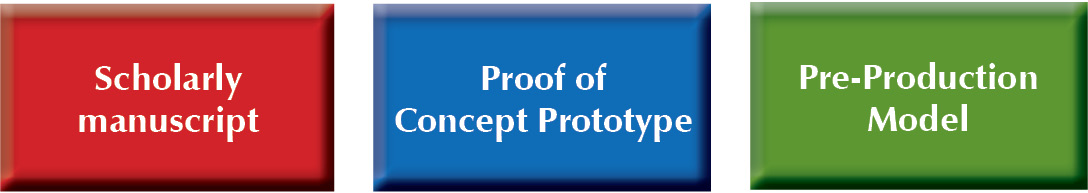 Scholarly
manuscript
Proof of
Concept Prototype
Pre-Production
Model